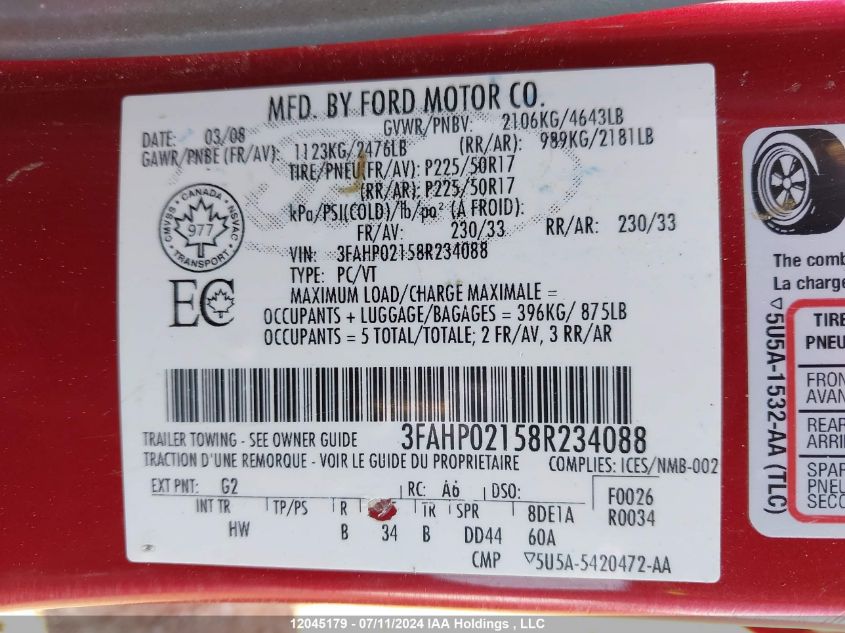 MFD. BY FORD MOTOR CO.
DATE: 03/08 GVWR/PNBV: 2106KG/4643LB
GAWR/PNBE (FR/AV): 1123KG/2476LB (RR/AR): 989KG/2181LB
TIRE/PNEU(FR/AV): P225/50R17
(RR/AR): P225/50R17
kPa/PSI(COLD)/lb/po² (À FROID):
FR/AV: 230/33 RR/AR: 230/33
VIN: 3FAHP02158R234088
TYPE: PC/VT
MAXIMUM LOAD/CHARGE MAXIMALE =
OCCUPANTS + LUGGAGE/BAGAGES = 396KG/ 875LB
OCCUPANTS = 5 TOTAL/TOTALE; 2 FR/AV, 3 RR/AR
CANADA
CMVSS NSVAC
977
TRANSPORT
EC
3FAHP02158R234088
TRAILER TOWING - SEE OWNER GUIDE
TRACTION D'UNE REMORQUE - VOIR LE GUIDE DU PROPRIETAIRE
COMPLIES: ICES/NMB-002
EXT PNT: G2 RC: A6 DSO: F0026
INT TR TP/PS R TR SPR 8DE1A R0034
HW B 34 B DD44 60A
CMP ▽5U5A-5420472-AA
The comb
La charge
▽5U5A-1532-AA (TLC)
TIRE
PNEU
FRON
AVAN
REAR
ARRI
SPAR
PNEU
SECO
12045179 - 07/11/2024 IAA Holdings, LLC